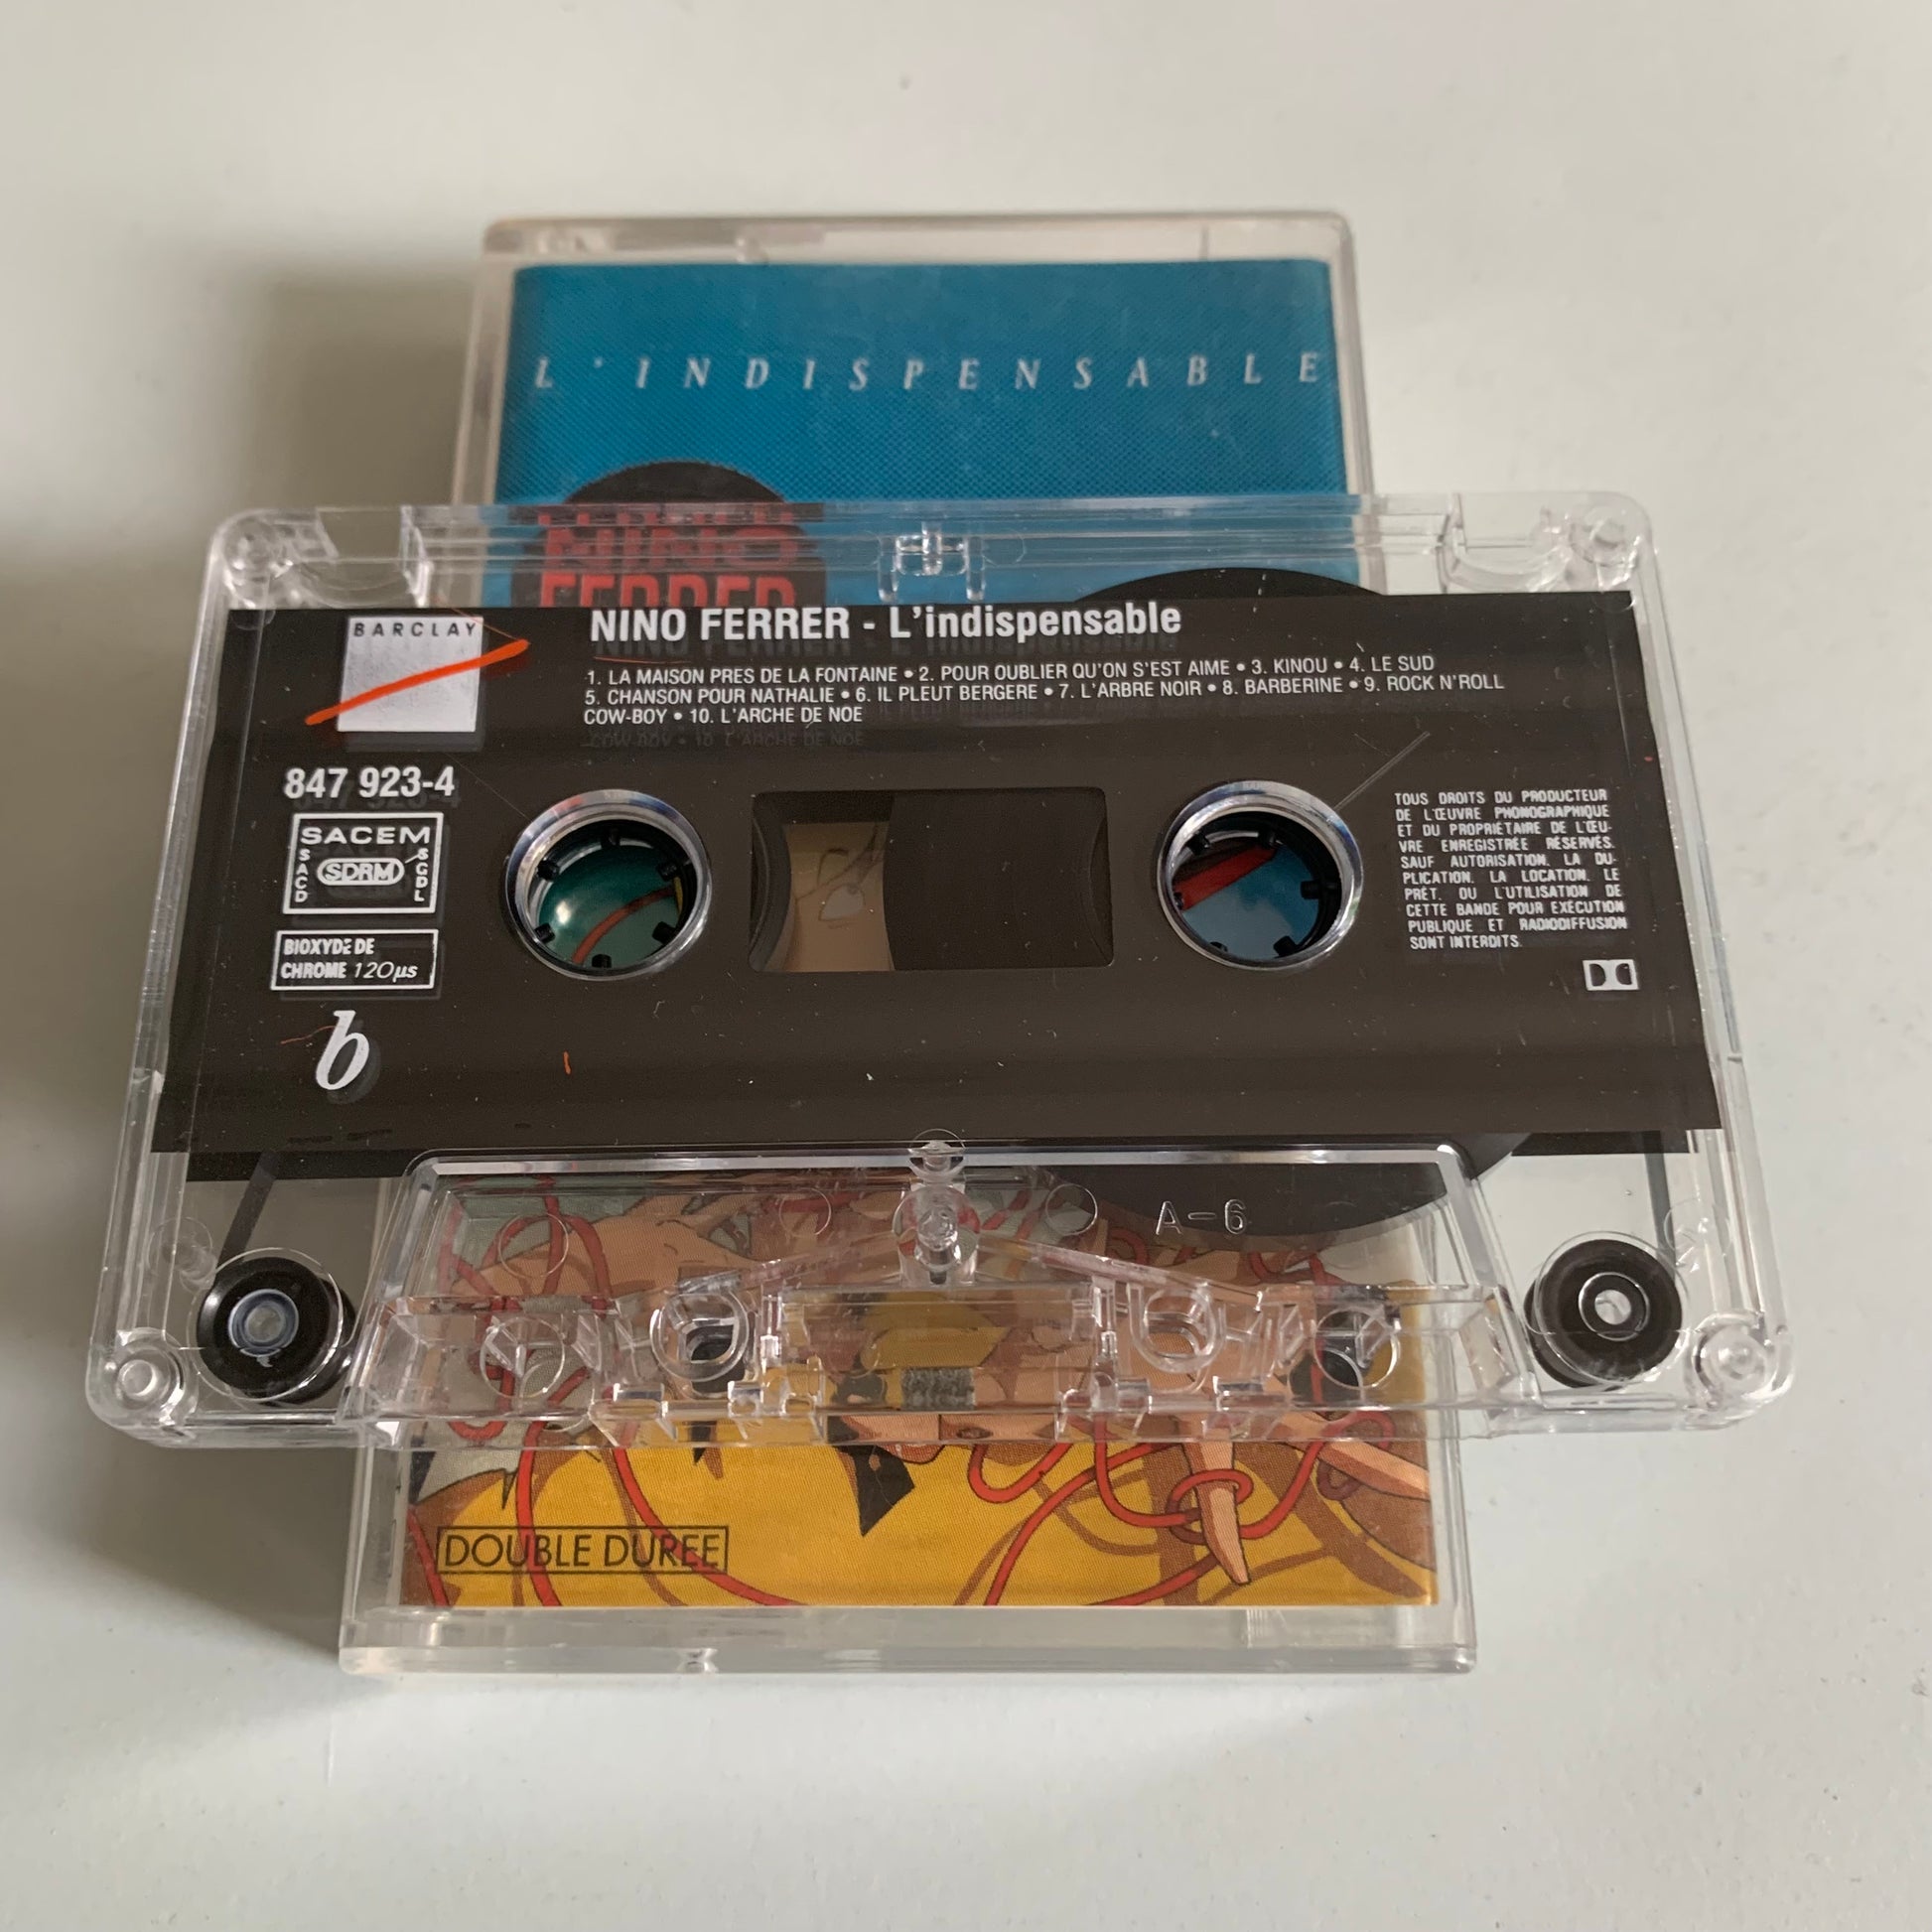 L'INDISPENSABLE
NINO
FERRER
BARCLAY
NINO FERRER - L'indispensable
1. LA MAISON PRES DE LA FONTAINE • 2. POUR OUBLIER QU'ON S'EST AIME • 3. KINOU • 4. LE SUD
5. CHANSON POUR NATHALIE • 6. IL PLEUT BERGERE • 7. L'ARBRE NOIR • 8. BARBERINE • 9. ROCK N'ROLL
COW-BOY • 10. L'ARCHE DE NOE
847 923-4
SACEM
SACD
SDRM
SGDL
BIOXYDE DE
CHROME 120µs
b
TOUS DROITS DU PRODUCTEUR
DE L'ŒUVRE PHONOGRAPHIQUE
ET DU PROPRIÉTAIRE DE L'ŒU-
VRE ENREGISTRÉE RÉSERVÉS.
SAUF AUTORISATION, LA DU-
PLICATION, LA LOCATION, LE
PRÊT, OU L'UTILISATION DE
CETTE BANDE POUR EXÉCUTION
PUBLIQUE ET RADIODIFFUSION
SONT INTERDITS.
A-6
DOUBLE DUREE